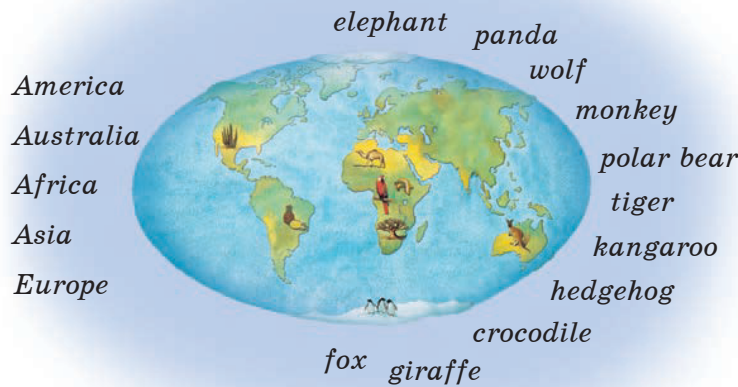 elephant
panda
wolf
monkey
polar bear
tiger
kangaroo
hedgehog
crocodile
giraffe
fox
America
Australia
Africa
Asia
Europe